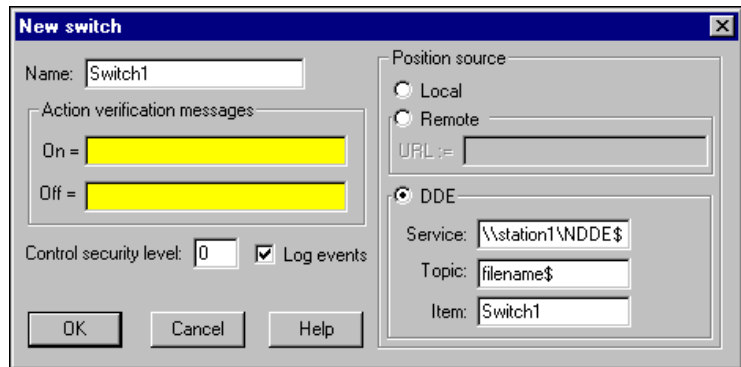 New switch
Name: Switch1
Action verification messages
On =
Off =
Control security level: 0 Log events
OK Cancel Help
Position source
Local
Remote
URL :=
DDE
Service: \\station1\NDDE$
Topic: filename$
Item: Switch1